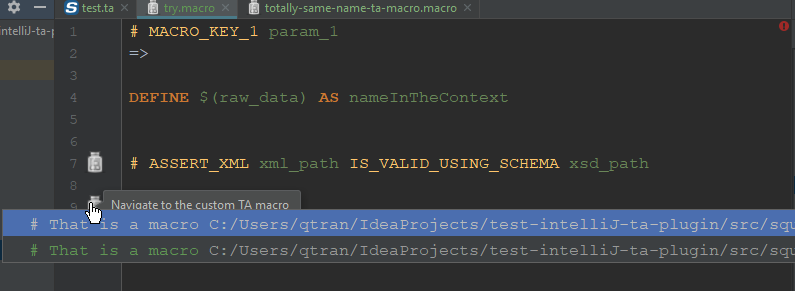 test.ta
try.macro
totally-same-name-ta-macro.macro
ntelliJ-ta-p
1 # MACRO_KEY_1 param_1
2 =>
3
4 DEFINE $(raw_data) AS nameInTheContext
5
6
7 # ASSERT_XML xml_path IS_VALID_USING_SCHEMA xsd_path
8
9
Navigate to the custom TA macro
# That is a macro C:/Users/qtran/IdeaProjects/test-intelliJ-ta-plugin/src/squ
# That is a macro C:/Users/qtran/IdeaProjects/test-intelliJ-ta-plugin/src/squ